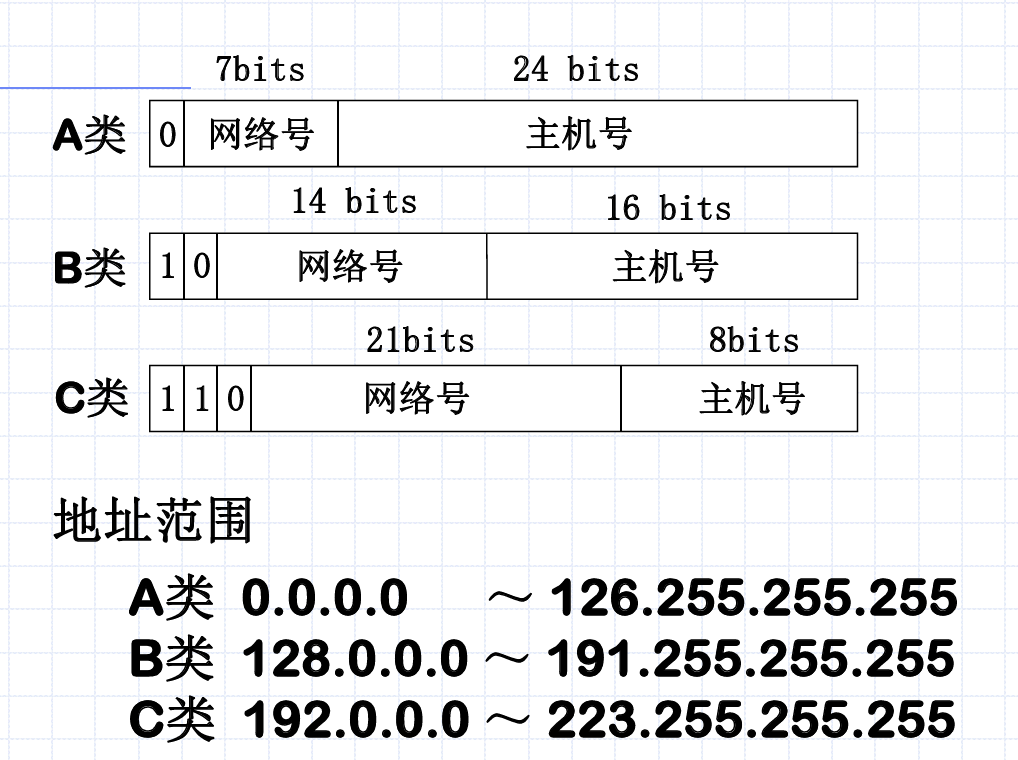 7bits 24 bits
A类 0 网络号 主机号
14 bits 16 bits
B类 1 0 网络号 主机号
21bits 8bits
C类 1 1 0 网络号 主机号
地址范围
A类 0.0.0.0 ～ 126.255.255.255
B类 128.0.0.0 ～ 191.255.255.255
C类 192.0.0.0 ～ 223.255.255.255